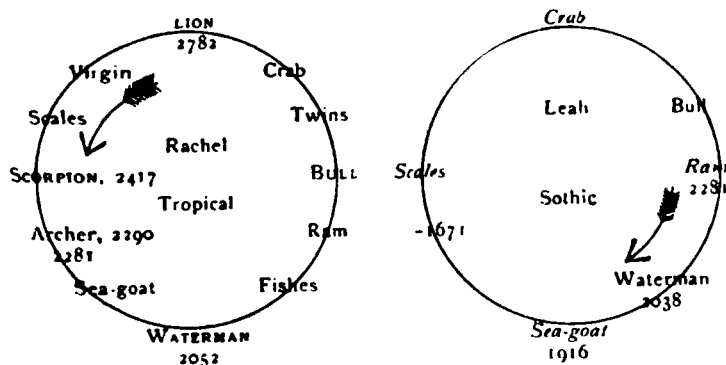 LION
2782
Virgin
Crab
Scales
Twins
Rachel
SCORPION, 2417
BULL
Tropical
Archer, 2290
2281
Ram
Sea-goat
Fishes
WATERMAN
2052
Crab
Leah
Bull
Scales
Ram
2281
Sothic
-1671
Waterman
2038
Sea-goat
1916